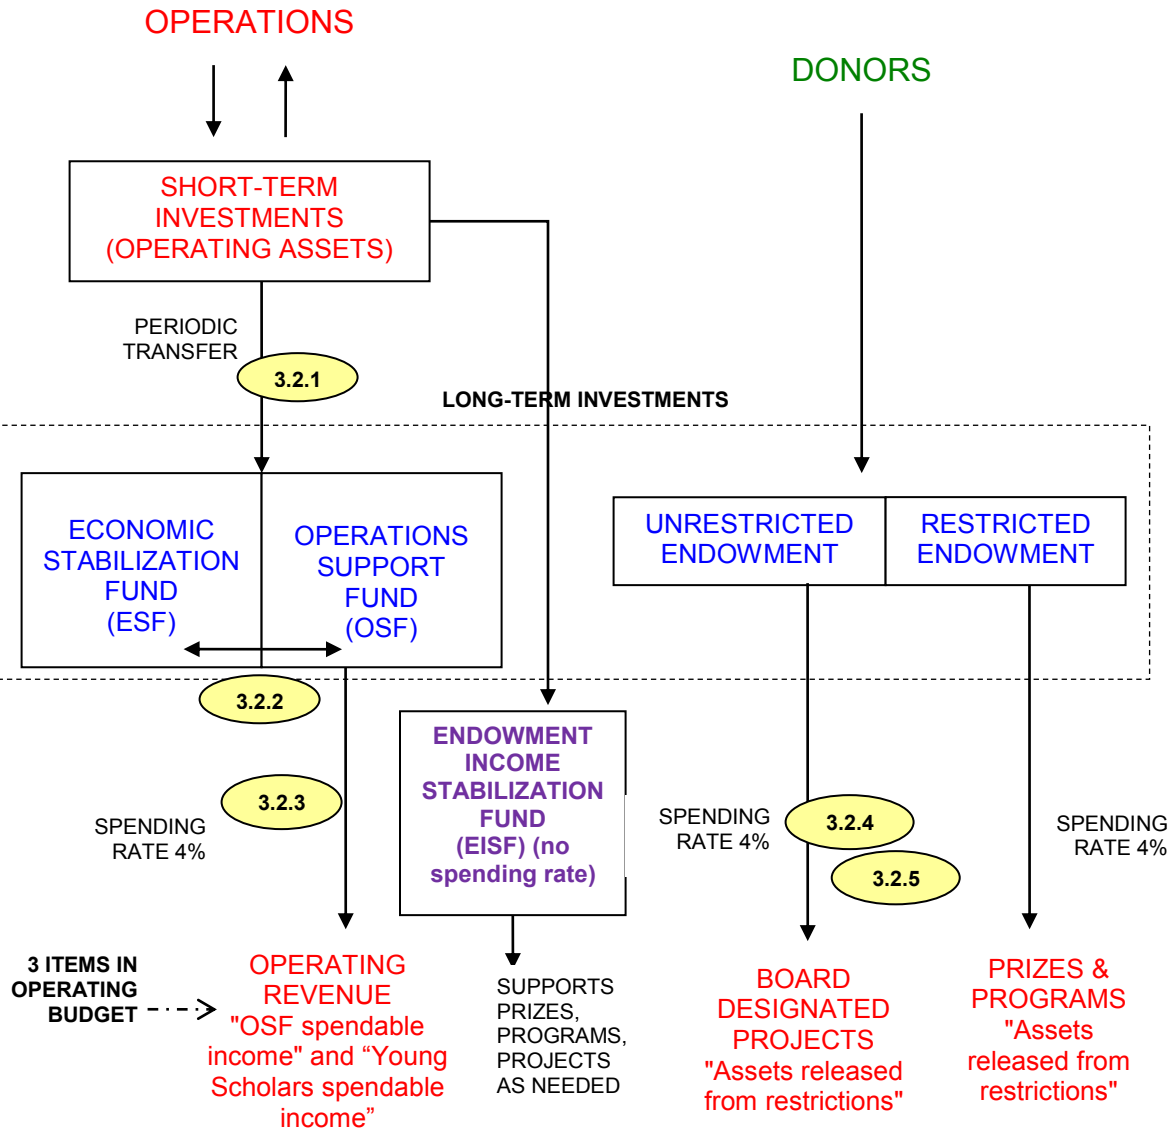 OPERATIONS
DONORS
SHORT-TERM
INVESTMENTS
(OPERATING ASSETS)
PERIODIC
TRANSFER
3.2.1
LONG-TERM INVESTMENTS
ECONOMIC
STABILIZATION
FUND
(ESF)
OPERATIONS
SUPPORT
FUND
(OSF)
UNRESTRICTED
ENDOWMENT
RESTRICTED
ENDOWMENT
3.2.2
3.2.3
SPENDING
RATE 4%
ENDOWMENT
INCOME
STABILIZATION
FUND
(EISF) (no
spending rate)
SPENDING
RATE 4%
3.2.4
3.2.5
SPENDING
RATE 4%
3 ITEMS IN
OPERATING
BUDGET
OPERATING
REVENUE
"OSF spendable
income" and “Young
Scholars spendable
income”
SUPPORTS
PRIZES,
PROGRAMS,
PROJECTS
AS NEEDED
BOARD
DESIGNATED
PROJECTS
"Assets released
from restrictions"
PRIZES &
PROGRAMS
"Assets
released from
restrictions"